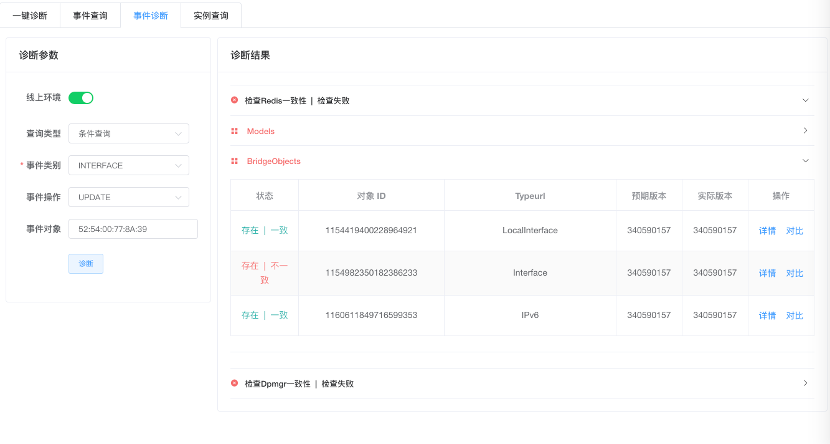 一键诊断 事件查询 事件诊断 实例查询
诊断参数
线上环境
查询类型 条件查询
* 事件类别 INTERFACE
事件操作 UPDATE
事件对象 52:54:00:77:8A:39
诊断
诊断结果
检查Redis一致性 | 检查失败
Models
BridgeObjects
状态 对象 ID Typeurl 预期版本 实际版本 操作
存在 | 一致 1154419400228964921 LocalInterface 340590157 340590157 详情 对比
存在 | 不一
致 1154982350182386233 Interface 340590157 340590157 详情 对比
存在 | 一致 1160611849716599353 IPv6 340590157 340590157 详情 对比
检查Dpmgr一致性 | 检查失败